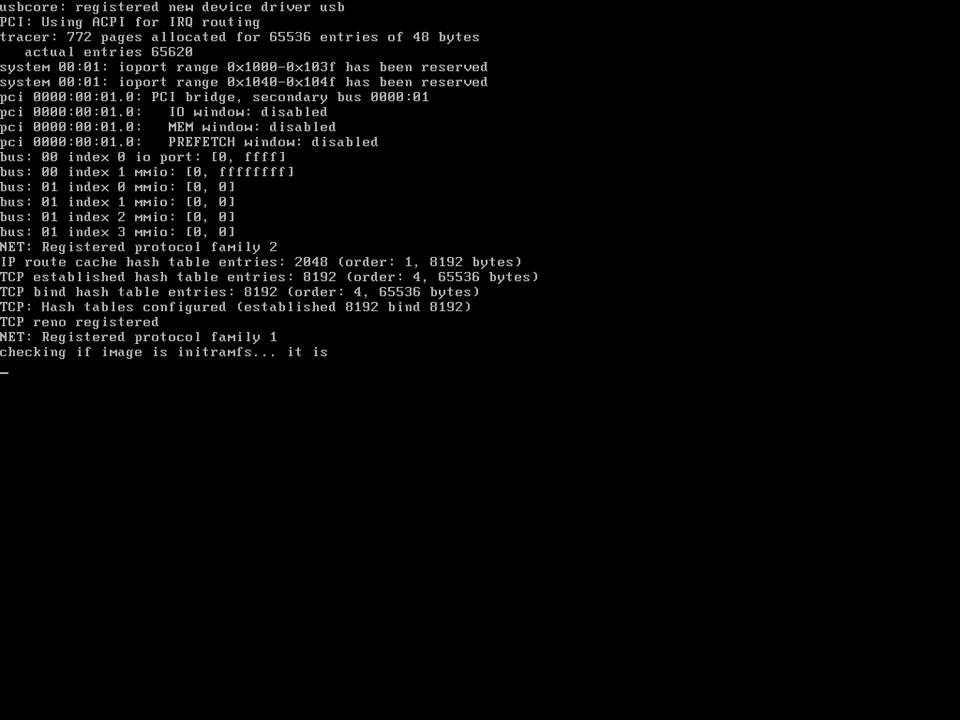 usbcore: registered new device driver usb
PCI: Using ACPI for IRQ routing
tracer: 772 pages allocated for 65536 entries of 48 bytes
   actual entries 65620
system 00:01: ioport range 0x1000-0x103f has been reserved
system 00:01: ioport range 0x1040-0x104f has been reserved
pci 0000:00:01.0: PCI bridge, secondary bus 0000:01
pci 0000:00:01.0:   IO window: disabled
pci 0000:00:01.0:   MEM window: disabled
pci 0000:00:01.0:   PREFETCH window: disabled
bus: 00 index 0 io port: [0, ffff]
bus: 00 index 1 mmio: [0, ffffffff]
bus: 01 index 0 mmio: [0, 0]
bus: 01 index 1 mmio: [0, 0]
bus: 01 index 2 mmio: [0, 0]
bus: 01 index 3 mmio: [0, 0]
NET: Registered protocol family 2
IP route cache hash table entries: 2048 (order: 1, 8192 bytes)
TCP established hash table entries: 8192 (order: 4, 65536 bytes)
TCP bind hash table entries: 8192 (order: 4, 65536 bytes)
TCP: Hash tables configured (established 8192 bind 8192)
TCP reno registered
NET: Registered protocol family 1
checking if image is initramfs... it is